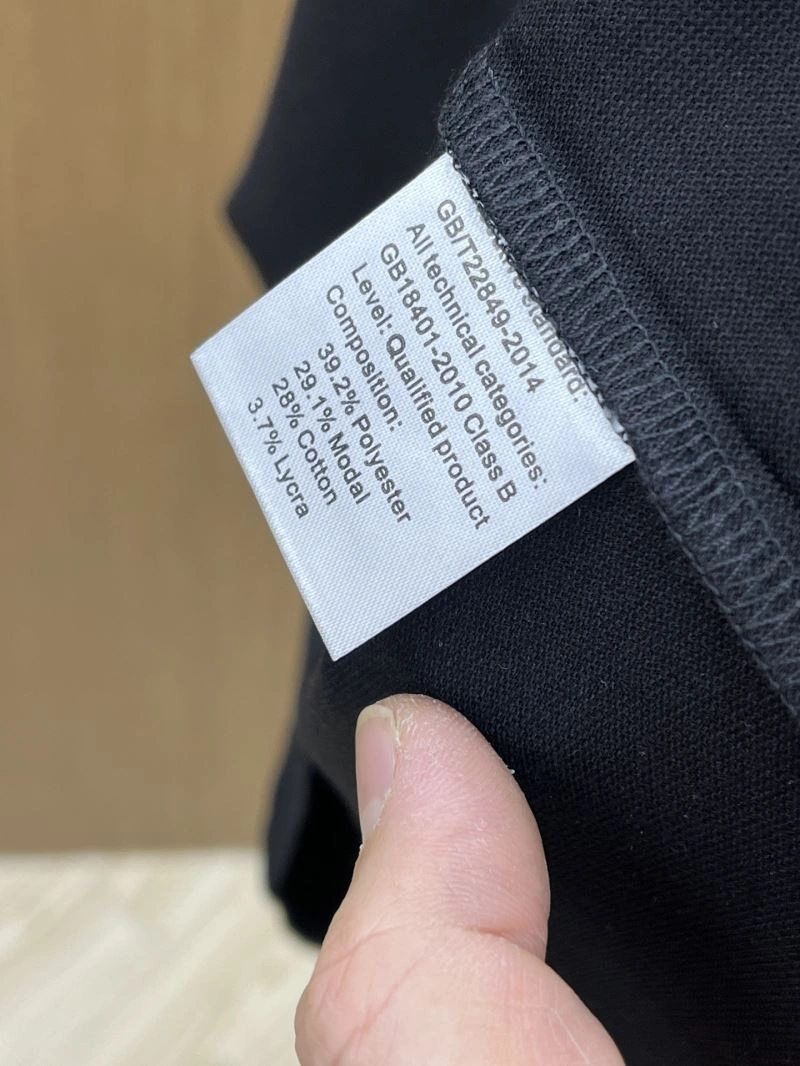 Standard:
GB/T22849-2014
All technical categories:
GB18401-2010 Class B
Level: Qualified product
Composition:
39.2% Polyester
29.1% Modal
28% Cotton
3.7% Lycra